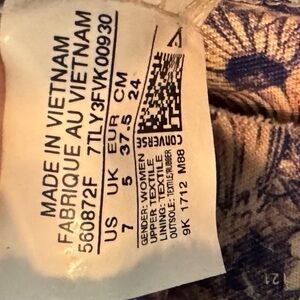 MADE IN VIETNAM
FABRIQUE AU VIETNAM
560872F 7TLY3FVK00930
US UK EUR CM
7 5 37.5 24
CONVERSE
GENDER: WOMEN
UPPER: TEXTILE
LINING: TEXTILE
OUTSOLE: TEXTILE/RUBBER
9K 1712 M88
121